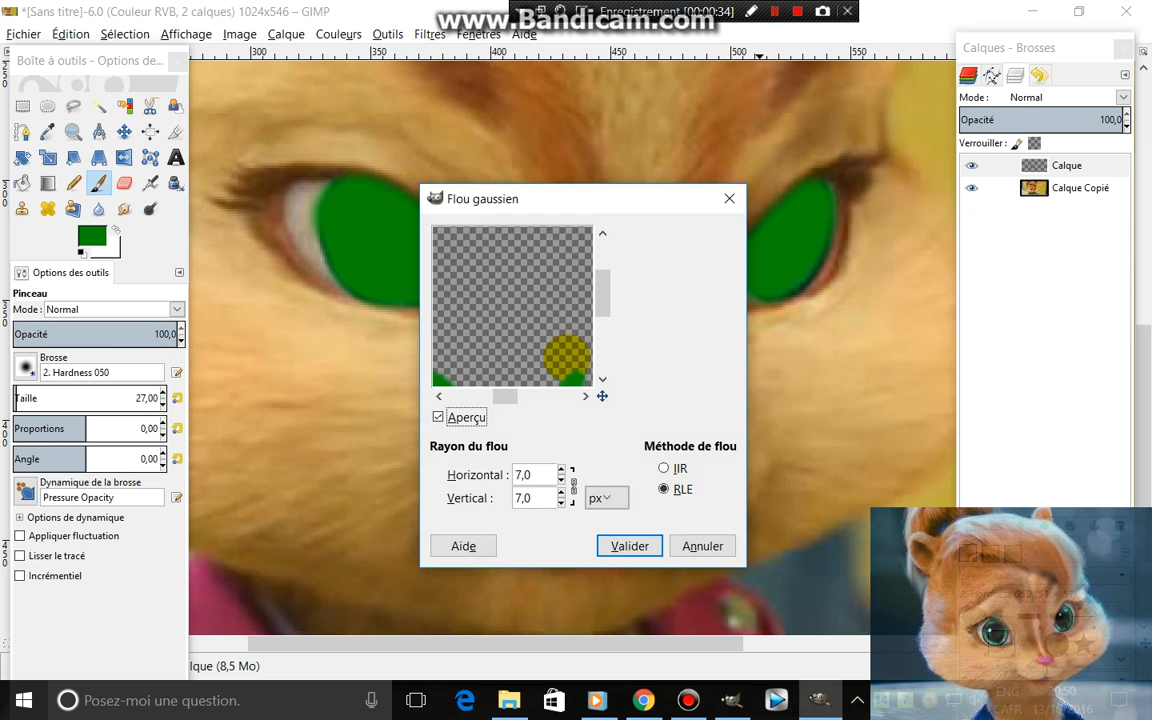 *[Sans titre]-6.0 (Couleur RVB, 2 calques) 1024x546 – GIMP
www.Bandicam.com
Enregistrement [00:00:34]
Fichier Édition Sélection Affichage Image Calque Couleurs Outils Filtres Fenêtres Aide
Boîte à outils - Options de...
300 350 400 450 500 550
Calques - Brosses
Mode : Normal
Opacité 100,0
Verrouiller :
Calque
Calque Copié
Options des outils
Pinceau
Mode : Normal
Opacité 100,0
Brosse
2. Hardness 050
Taille 27,00
Proportions 0,00
Angle 0,00
Dynamique de la brosse
Pressure Opacity
Options de dynamique
Appliquer fluctuation
Lisser le tracé
Incrémentiel
Flou gaussien
Aperçu
Rayon du flou
Méthode de flou
Horizontal : 7,0
IIR
Vertical : 7,0
px
RLE
Aide
Valider
Annuler
lque (8,5 Mo)
Posez-moi une question.
ENG
CAFR
20:50